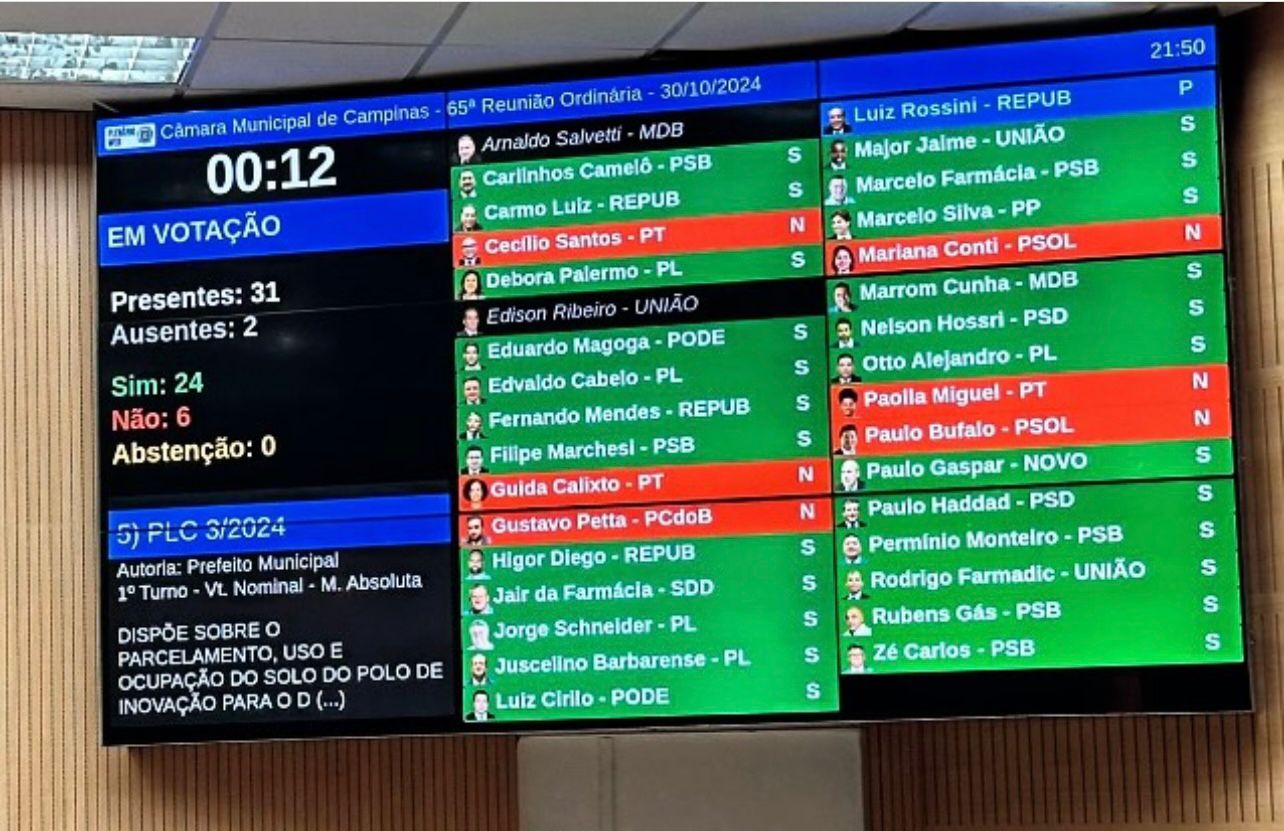 Câmara Municipal de Campinas - 65ª Reunião Ordinária - 30/10/2024
21:50
00:12
EM VOTAÇÃO
Presentes: 31
Ausentes: 2
Sim: 24
Não: 6
Abstenção: 0
5) PLC 3/2024
Autoria: Prefeito Municipal
1º Turno - Vt. Nominal - M. Absoluta
DISPÕE SOBRE O
PARCELAMENTO, USO E
OCUPAÇÃO DO SOLO DO POLO DE
INOVAÇÃO PARA O D (...)
Arnaldo Salvetti - MDB
Carlinhos Camelô - PSB S
Carmo Luiz - REPUB S
Cecílio Santos - PT N
Debora Palermo - PL S
Edison Ribeiro - UNIÃO
Eduardo Magoga - PODE S
Edvaldo Cabelo - PL S
Fernando Mendes - REPUB S
Filipe Marchesi - PSB S
Guida Calixto - PT N
Gustavo Petta - PCdoB N
Higor Diego - REPUB S
Jair da Farmácia - SDD S
Jorge Schneider - PL S
Juscelino Barbarense - PL S
Luiz Cirilo - PODE S
Luiz Rossini - REPUB P
Major Jaime - UNIÃO S
Marcelo Farmácia - PSB S
Marcelo Silva - PP S
Mariana Conti - PSOL N
Marrom Cunha - MDB S
Nelson Hossri - PSD S
Otto Alejandro - PL S
Paolla Miguel - PT N
Paulo Bufalo - PSOL N
Paulo Gaspar - NOVO S
Paulo Haddad - PSD S
Permínio Monteiro - PSB S
Rodrigo Farmadic - UNIÃO S
Rubens Gás - PSB S
Zé Carlos - PSB S